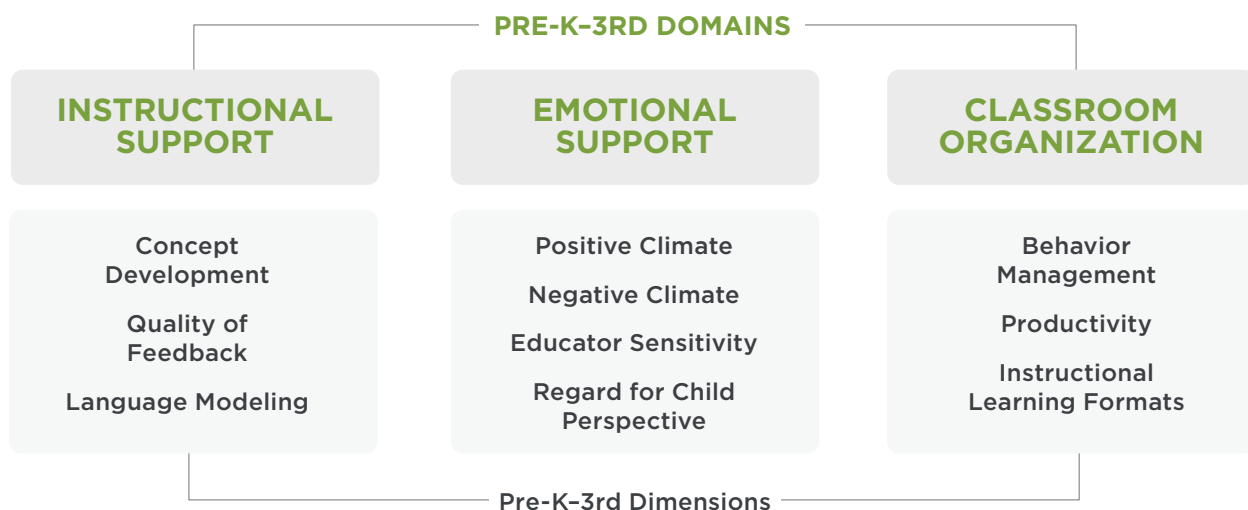 PRE-K–3RD DOMAINS
INSTRUCTIONAL
SUPPORT
Concept
Development
Quality of
Feedback
Language Modeling
EMOTIONAL
SUPPORT
Positive Climate
Negative Climate
Educator Sensitivity
Regard for Child
Perspective
CLASSROOM
ORGANIZATION
Behavior
Management
Productivity
Instructional
Learning Formats
Pre-K–3rd Dimensions